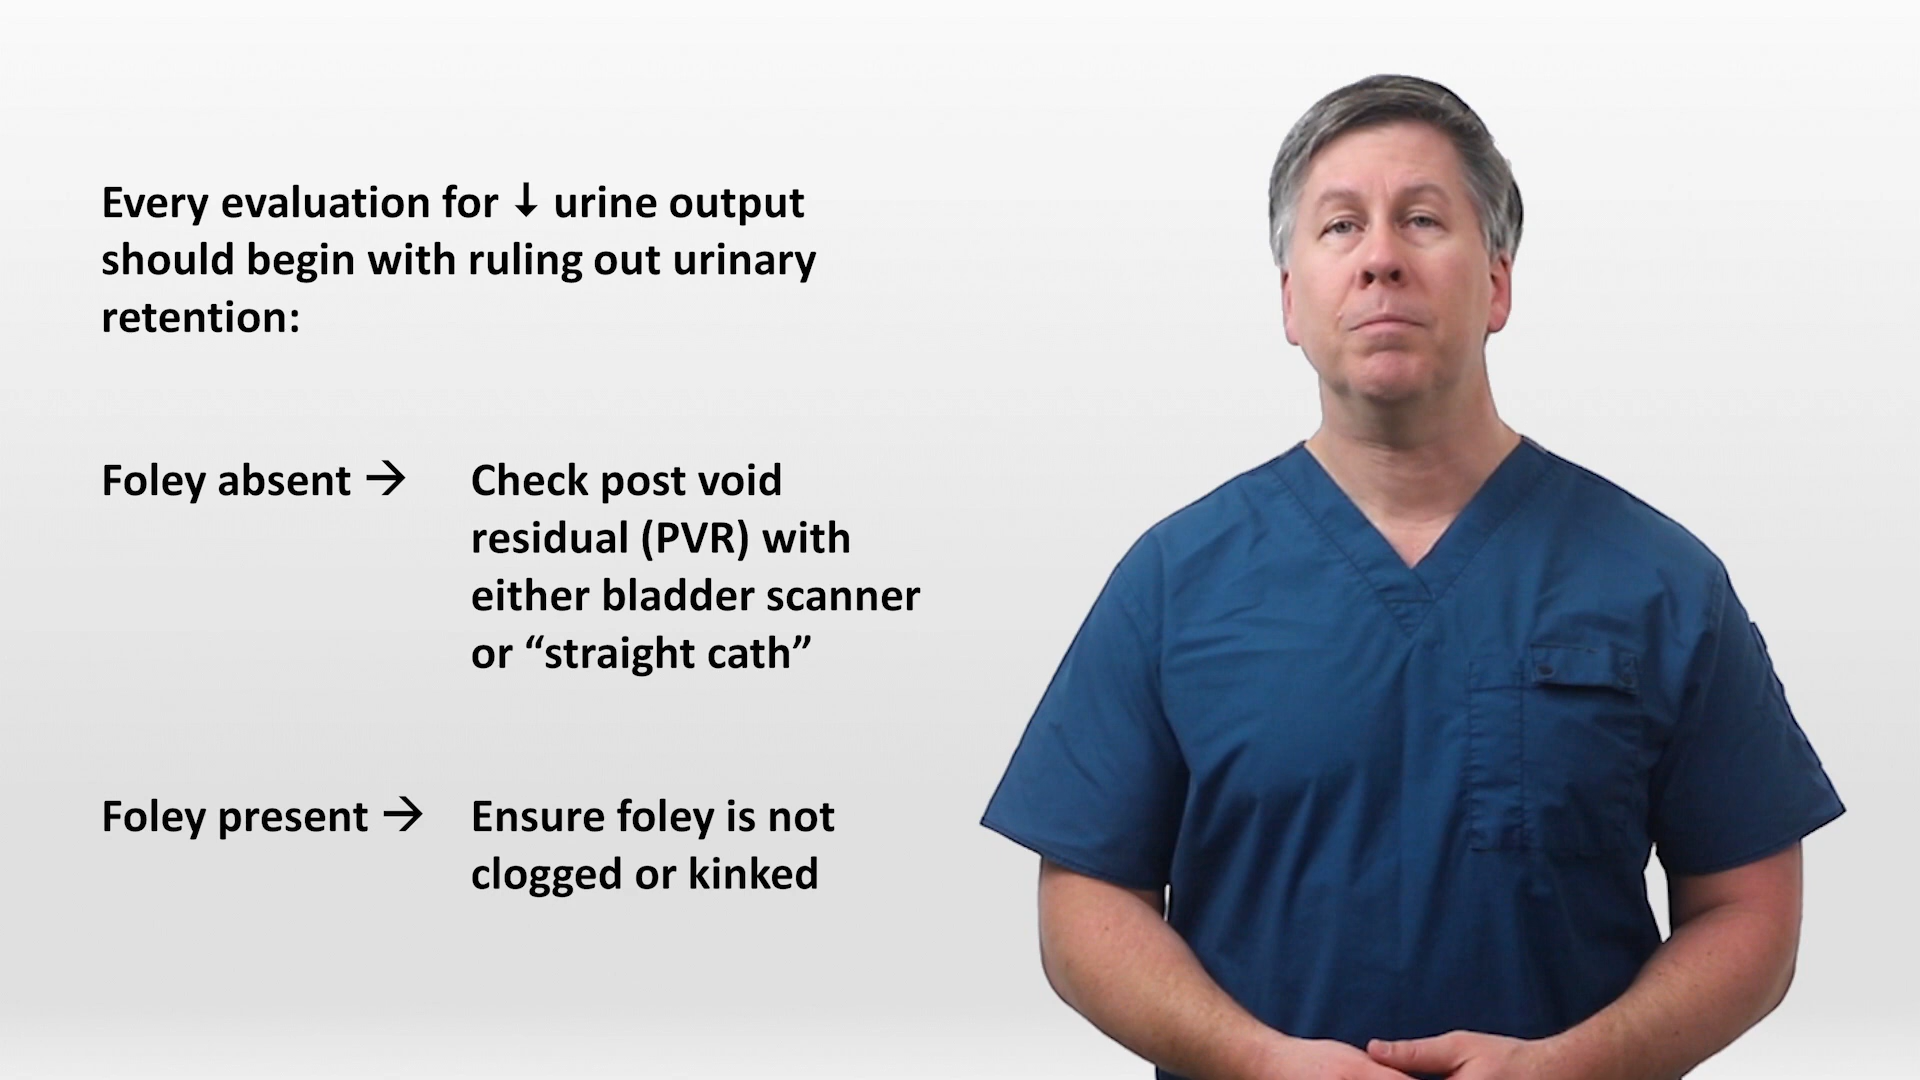 Every evaluation for ↓ urine output
should begin with ruling out urinary
retention:
Foley absent → Check post void
residual (PVR) with
either bladder scanner
or “straight cath”
Foley present → Ensure foley is not
clogged or kinked